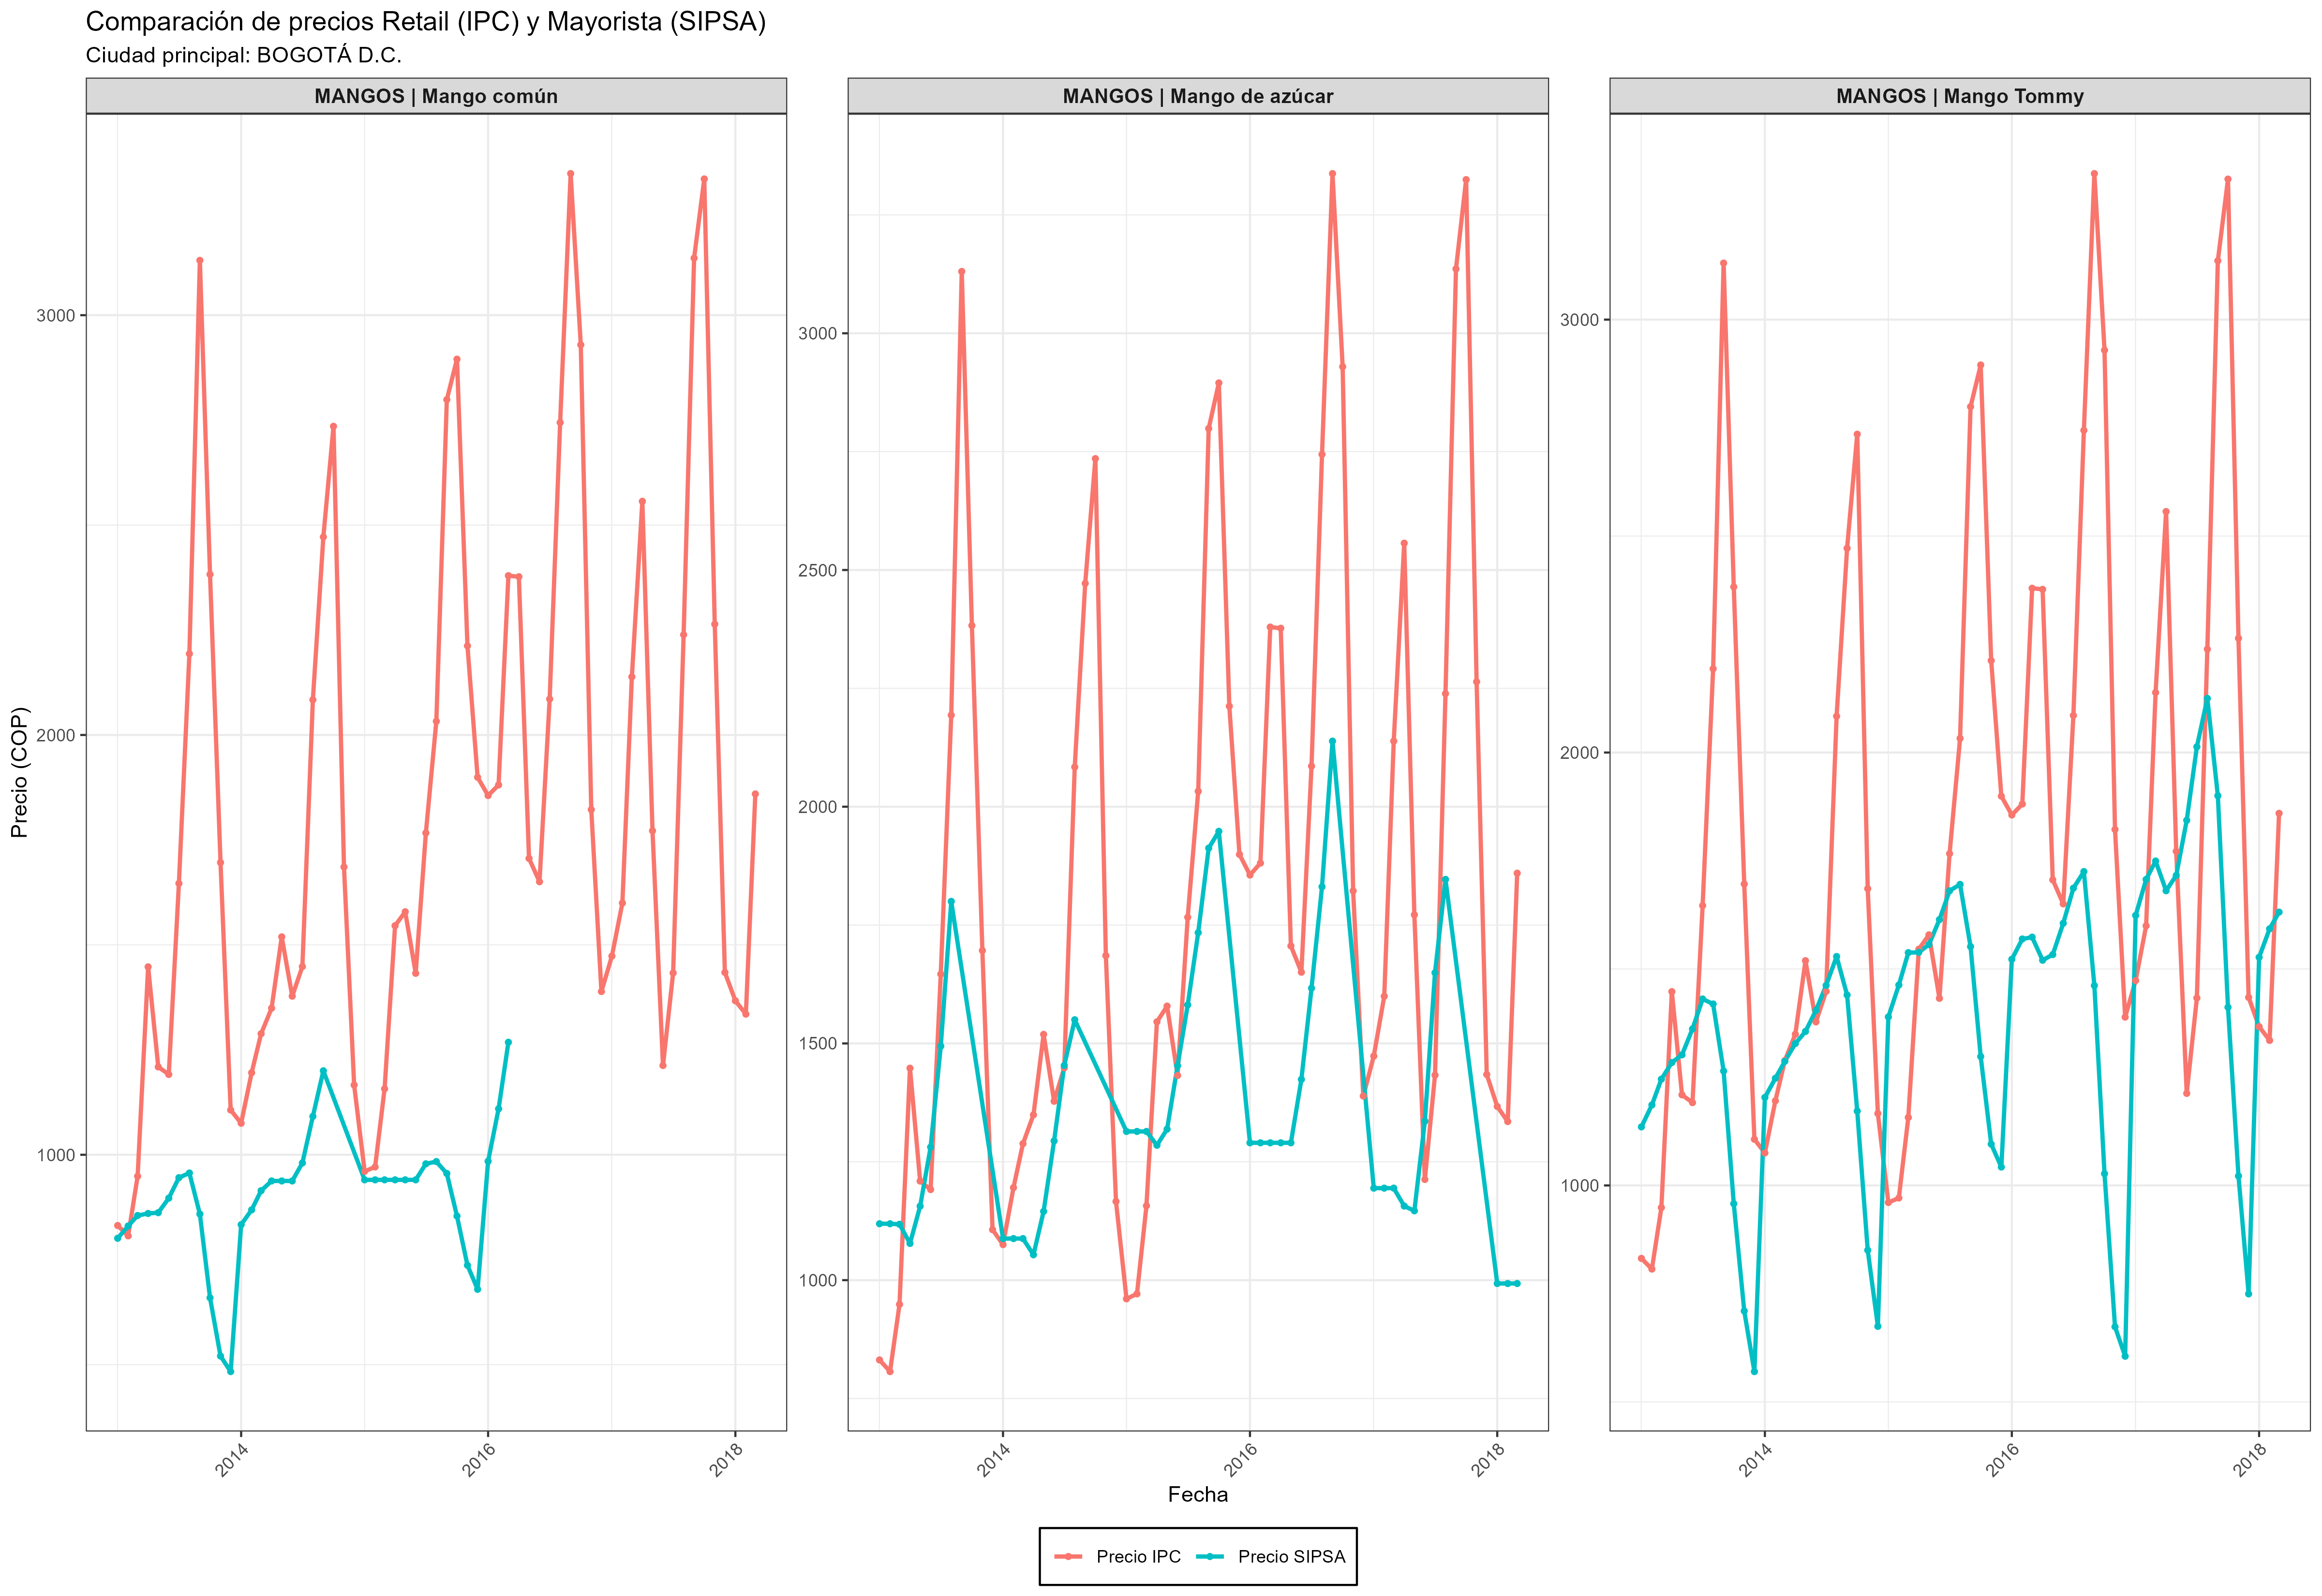 Comparación de precios Retail (IPC) y Mayorista (SIPSA)
Ciudad principal: BOGOTÁ D.C.
MANGOS | Mango común
MANGOS | Mango de azúcar
MANGOS | Mango Tommy
Precio (COP)
3000
2000
1000
3000
2500
2000
1500
1000
3000
2000
1000
2014
2016
2018
2014
2016
2018
2014
2016
2018
Fecha
Precio IPC
Precio SIPSA